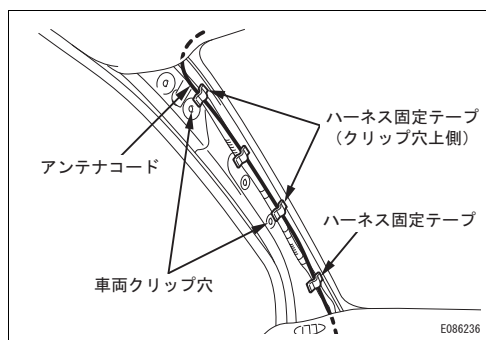 ハーネス固定テープ
（クリップ穴上側）
アンテナコード
ハーネス固定テープ
車両クリップ穴
E086236